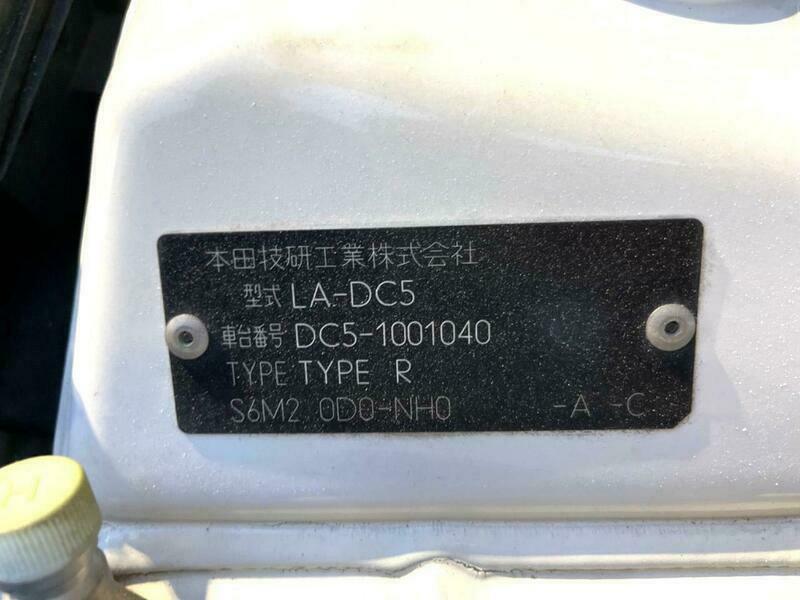 本田技研工業株式会社
型式 LA-DC5
車台番号 DC5-1001040
TYPE TYPE R
S6M2 0D0-NH0 -A -C
H